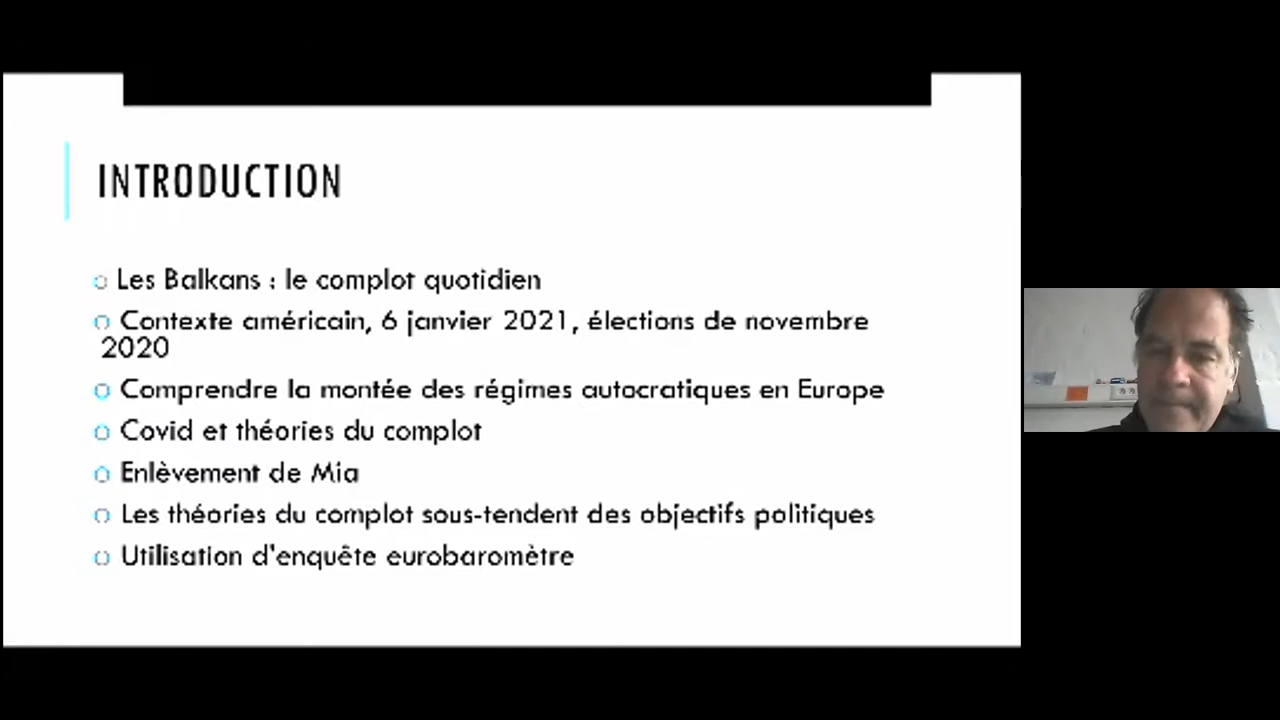 INTRODUCTION
Les Balkans : le complot quotidien
Contexte américain, 6 janvier 2021, élections de novembre
2020
Comprendre la montée des régimes autocratiques en Europe
Covid et théories du complot
Enlèvement de Mia
Les théories du complot sous-tendent des objectifs politiques
Utilisation d'enquête eurobaromètre